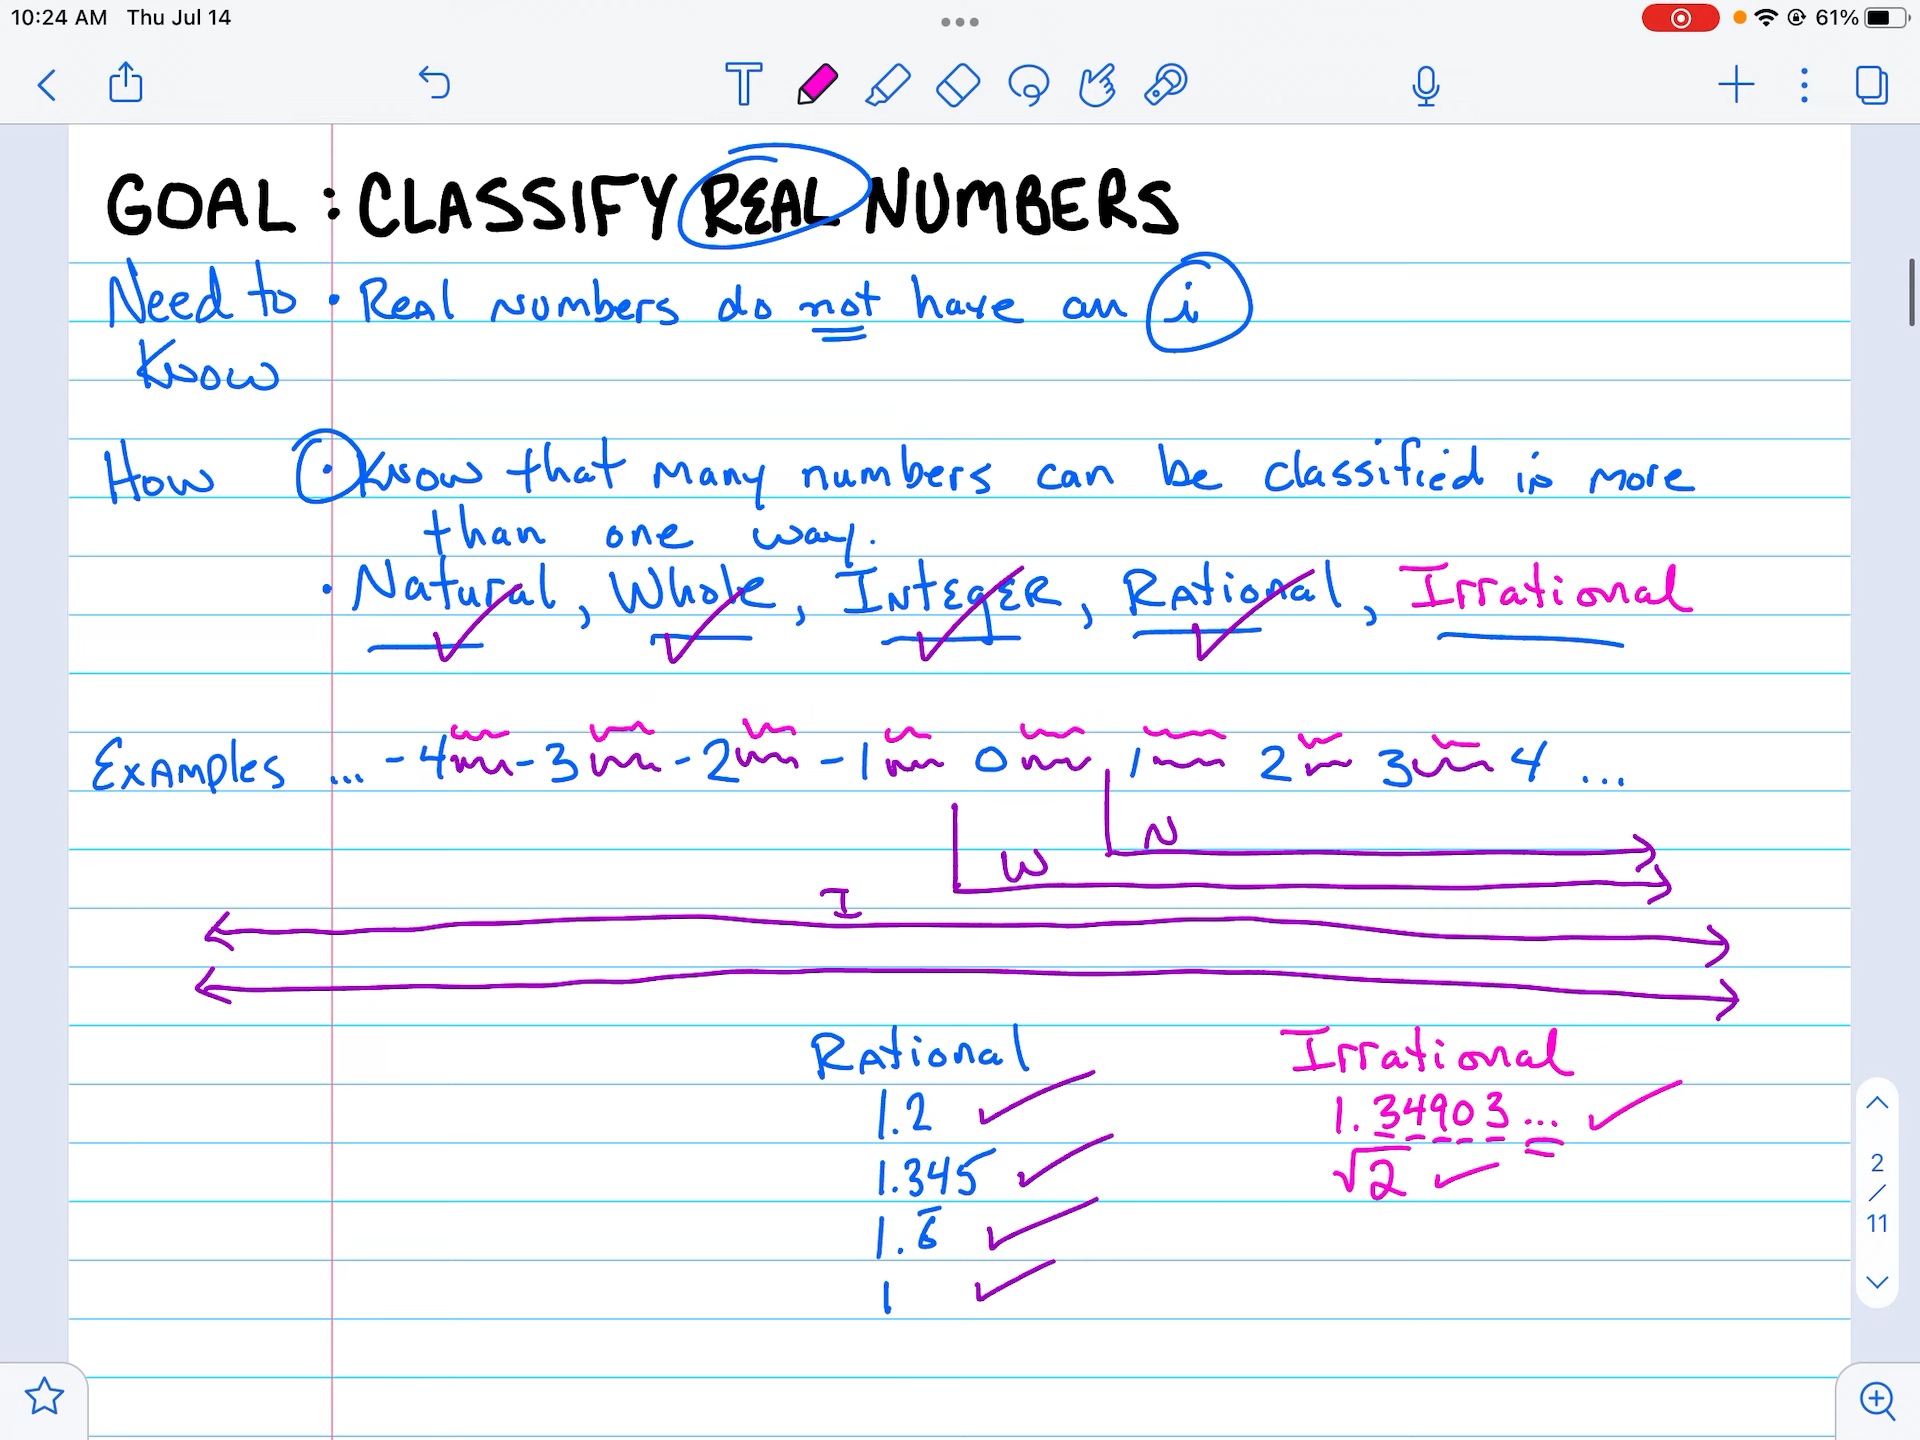 10:24 AM Thu Jul 14
61%
T
GOAL : CLASSIFY REAL NUMBERS
Need to • Real numbers do not have an i
Know
How • Know that many numbers can be classified in more
than one way.
• Natural, Whole, Integer, Rational, Irrational
Examples ... -4 -3 -2 -1 0 1 2 3 4 ...
N
W
I
Rational Irrational
1.2 1.34903...
1.345 √2
1.6̅
1
2
/
11